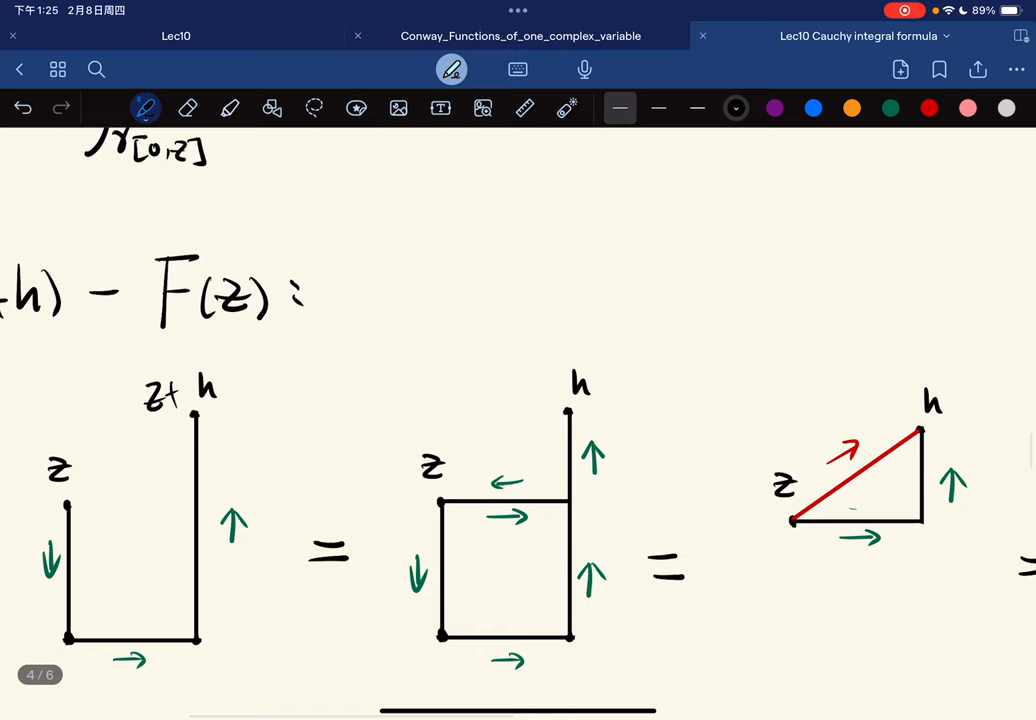 下午1:25 2月8日周四
89%
Lec10
Conway_Functions_of_one_complex_variable
Lec10 Cauchy integral formula
γ[0,z]
+h) − F(z):
z+ h
h
h
z
z
z
=
=
=
4 / 6